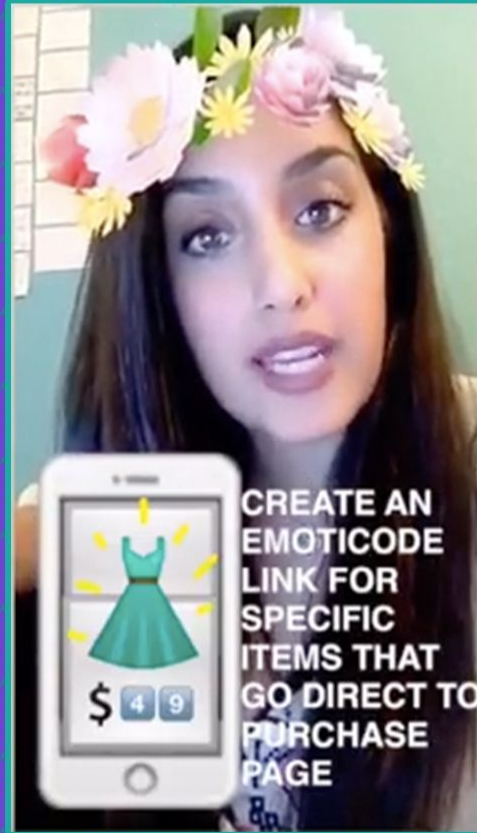 CREATE AN
EMOTICODE
LINK FOR
SPECIFIC
ITEMS THAT
GO DIRECT TO
PURCHASE
PAGE
$ 4 9